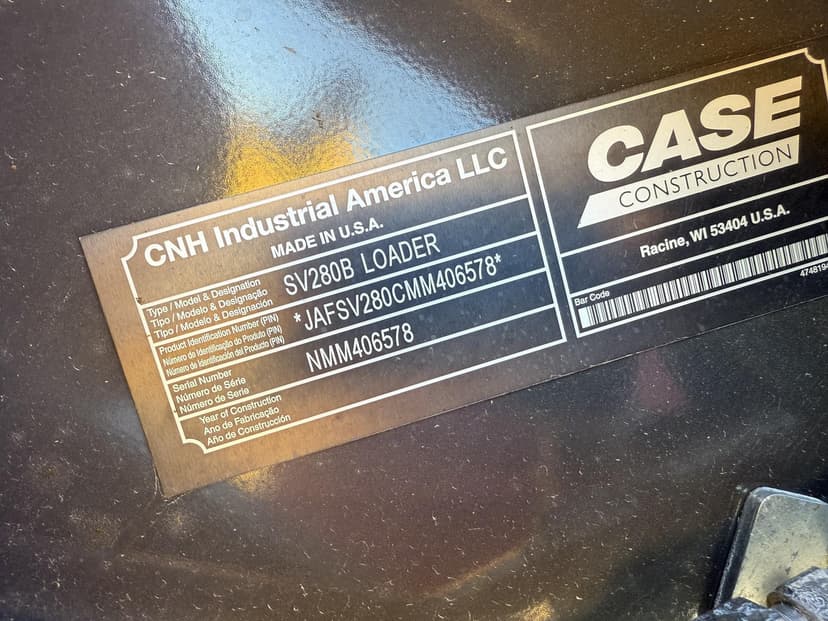 CNH Industrial America LLC
MADE IN U.S.A.
Type / Model & Designation
Tipo / Modelo & Designação
Tipo / Modelo & Designación
SV280B LOADER
Product Identification Number (PIN)
Número de Identificação do Produto (PIN)
Número de Identificación del Producto (PIN)
*JAFSV280CMM406578*
Serial Number
Número de Série
Número de Serie
NMM406578
Year of Construction
Ano de Fabricação
Año de Construcción
CASE
CONSTRUCTION
Racine, WI 53404 U.S.A.
Bar Code